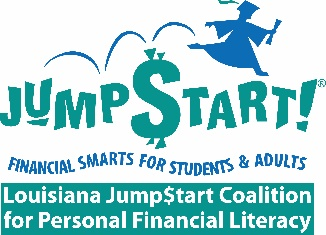 JUMP$TART!®
FINANCIAL SMARTS FOR STUDENTS & ADULTS
Louisiana Jump$tart Coalition
for Personal Financial Literacy